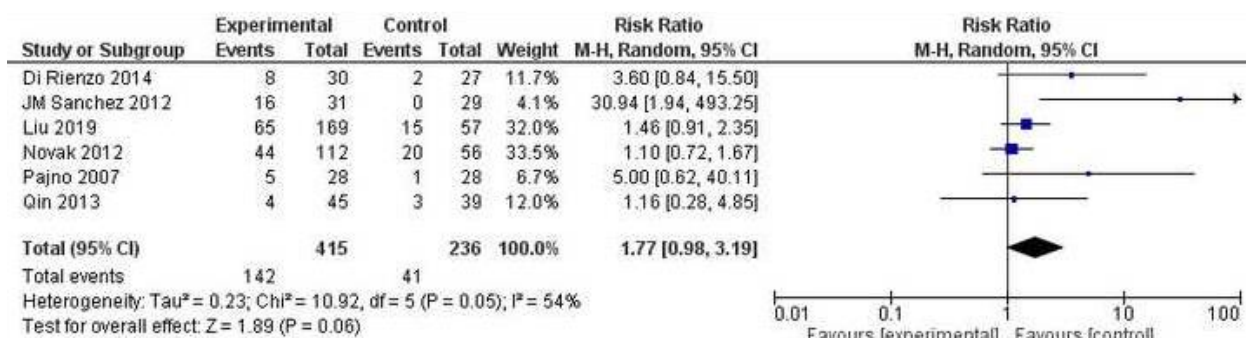 Experimental Control Risk Ratio Risk Ratio
Study or Subgroup Events Total Events Total Weight M-H, Random, 95% CI M-H, Random, 95% CI
Di Rienzo 2014 8 30 2 27 11.7% 3.60 [0.84, 15.50]
JM Sanchez 2012 16 31 0 29 4.1% 30.94 [1.94, 493.25]
Liu 2019 65 169 15 57 32.0% 1.46 [0.91, 2.35]
Novak 2012 44 112 20 56 33.5% 1.10 [0.72, 1.67]
Pajno 2007 5 28 1 28 6.7% 5.00 [0.62, 40.11]
Qin 2013 4 45 3 39 12.0% 1.16 [0.28, 4.85]
Total (95% CI) 415 236 100.0% 1.77 [0.98, 3.19]
Total events 142 41
Heterogeneity: Tau² = 0.23; Chi² = 10.92, df = 5 (P = 0.05); I² = 54%
Test for overall effect: Z = 1.89 (P = 0.06)
0.01 0.1 1 10 100
Favours [experimental] Favours [control]